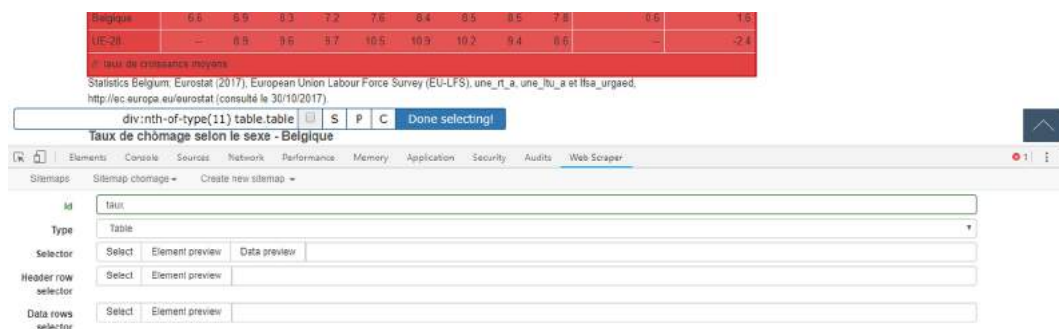 Belgique 6.6 6.9 8.3 7.2 7.6 8.4 8.5 8.5 7.8 0.6 1.6
UE-28 -- 8.9 9.6 9.7 10.5 10.9 10.2 9.4 8.6 -- -2.4
// taux de croissance moyens
Statistics Belgium; Eurostat (2017), European Union Labour Force Survey (EU-LFS), une_rt_a, une_ltu_a et lfsa_urgaed,
http://ec.europa.eu/eurostat (consulté le 30/10/2017).
div:nth-of-type(11) table.table S P C Done selecting!
Taux de chômage selon le sexe - Belgique
Elements Console Sources Network Performance Memory Application Security Audits Web Scraper 1
Sitemaps Sitemap chomage Create new sitemap
Id taux
Type Table
Selector Select Element preview Data preview
Header row selector Select Element preview
Data rows selector Select Element preview